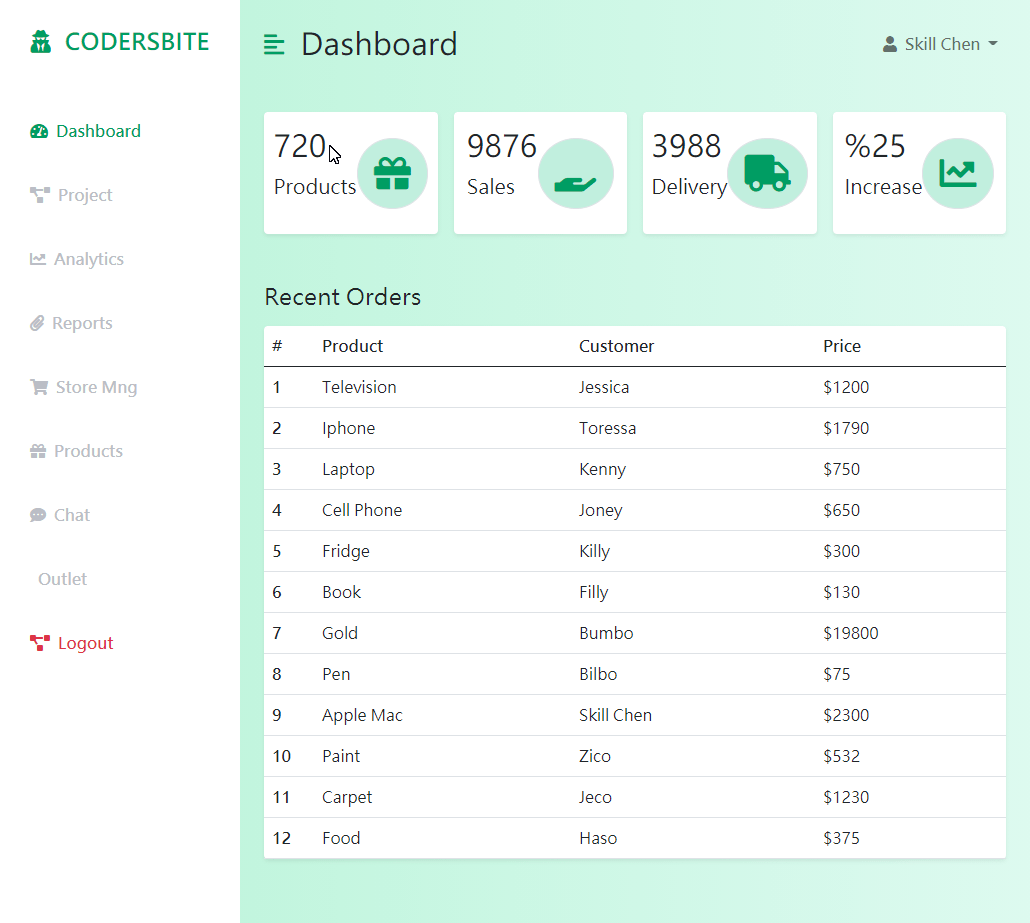 CODERSBITE
Dashboard
Project
Analytics
Reports
Store Mng
Products
Chat
Outlet
Logout
Dashboard
Skill Chen
720 9876 3988 %25
Products Sales Delivery Increase
Recent Orders
# Product Customer Price
1 Television Jessica $1200
2 Iphone Toressa $1790
3 Laptop Kenny $750
4 Cell Phone Joney $650
5 Fridge Killy $300
6 Book Filly $130
7 Gold Bumbo $19800
8 Pen Bilbo $75
9 Apple Mac Skill Chen $2300
10 Paint Zico $532
11 Carpet Jeco $1230
12 Food Haso $375